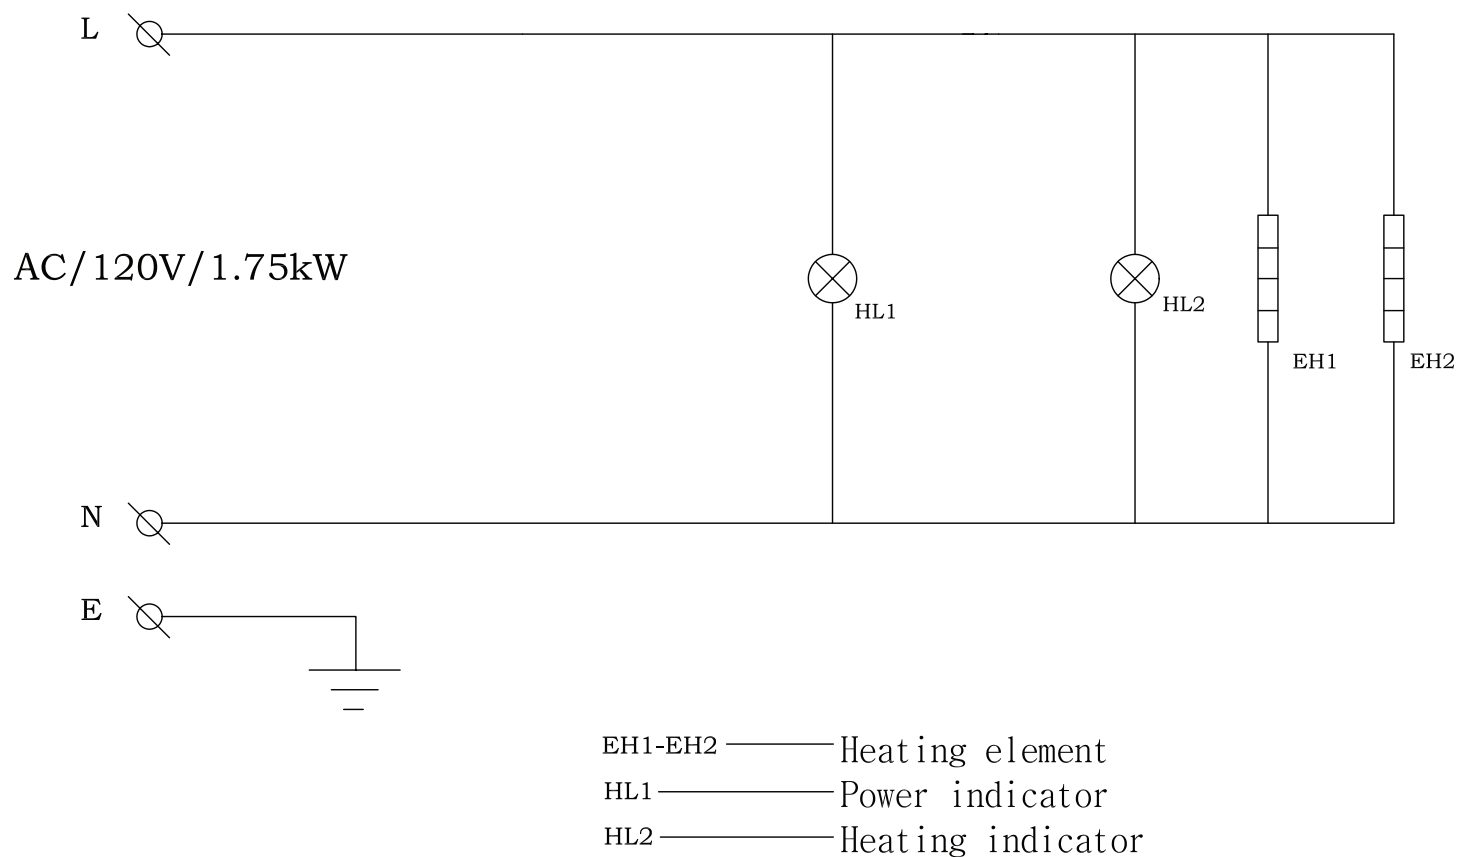 L
AC/120V/1.75kW
HL1
HL2
EH1
EH2
N
E
EH1-EH2 Heating element
HL1 Power indicator
HL2 Heating indicator